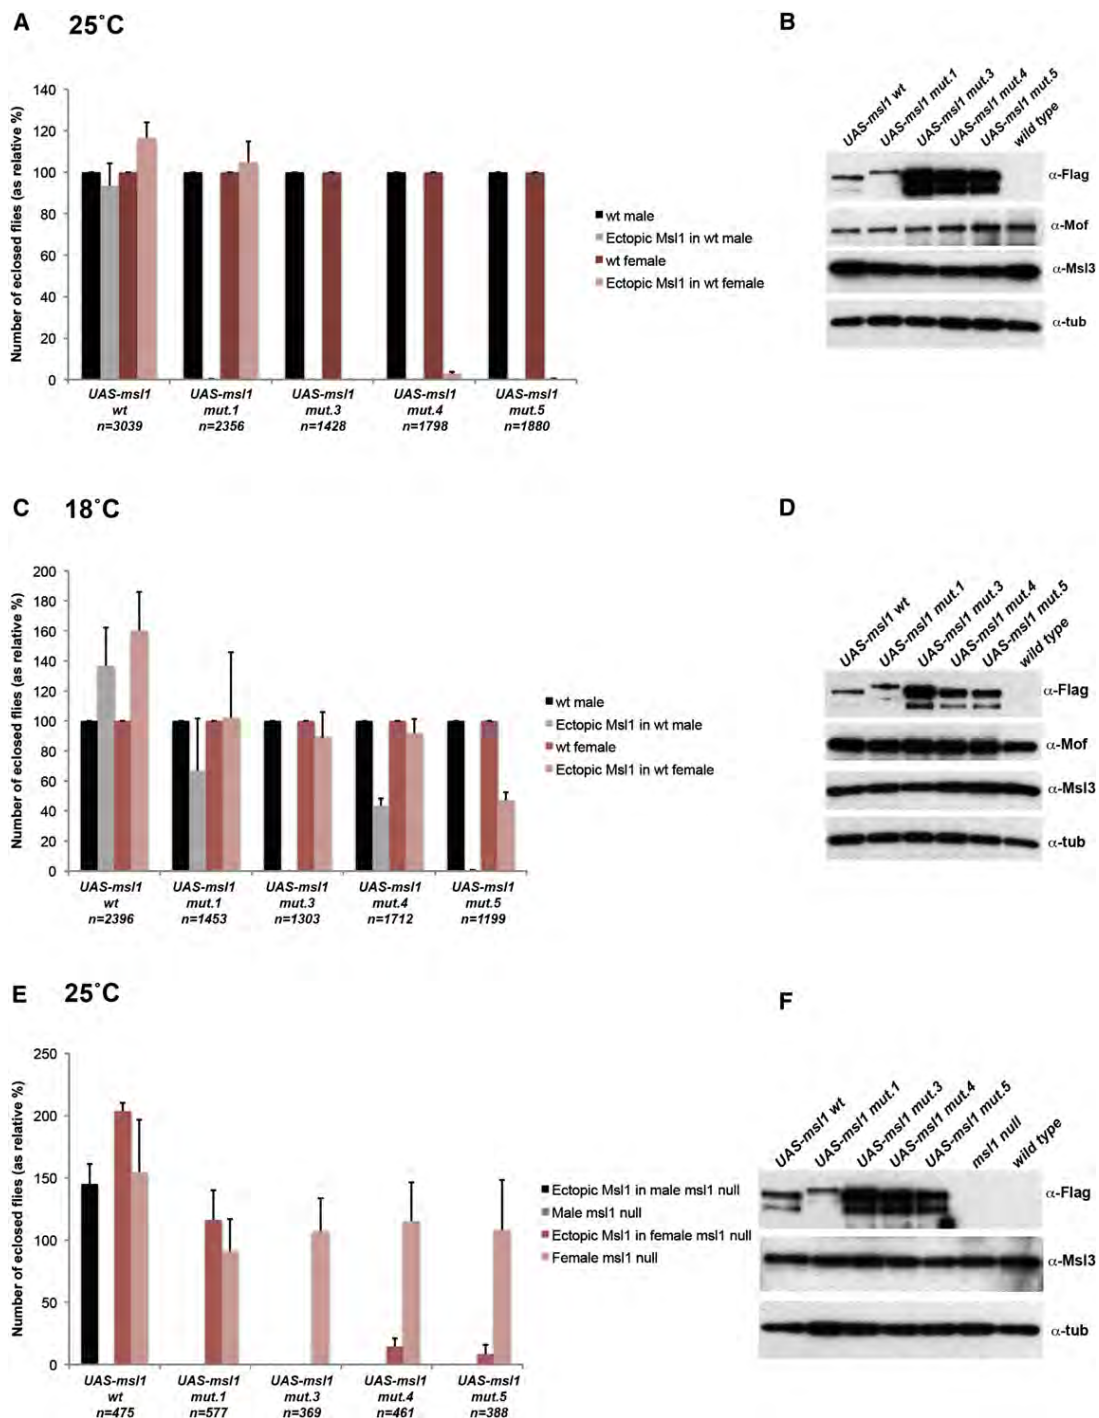 A 25˚C
Number of eclosed flies (as relative %)
140
120
100
80
60
40
20
0
UAS-msl1 wt n=3039
UAS-msl1 mut.1 n=2356
UAS-msl1 mut.3 n=1428
UAS-msl1 mut.4 n=1798
UAS-msl1 mut.5 n=1880
wt male
Ectopic Msl1 in wt male
wt female
Ectopic Msl1 in wt female
B
UAS-msl1 wt
UAS-msl1 mut.1
UAS-msl1 mut.3
UAS-msl1 mut.4
UAS-msl1 mut.5
wild type
α-Flag
α-Mof
α-Msl3
α-tub
C 18˚C
Number of eclosed flies (as relative %)
200
180
160
140
120
100
80
60
40
20
0
UAS-msl1 wt n=2396
UAS-msl1 mut.1 n=1453
UAS-msl1 mut.3 n=1303
UAS-msl1 mut.4 n=1712
UAS-msl1 mut.5 n=1199
wt male
Ectopic Msl1 in wt male
wt female
Ectopic Msl1 in wt female
D
UAS-msl1 wt
UAS-msl1 mut.1
UAS-msl1 mut.3
UAS-msl1 mut.4
UAS-msl1 mut.5
wild type
α-Flag
α-Mof
α-Msl3
α-tub
E 25˚C
Number of eclosed flies (as relative %)
250
200
150
100
50
0
UAS-msl1 wt n=475
UAS-msl1 mut.1 n=577
UAS-msl1 mut.3 n=369
UAS-msl1 mut.4 n=461
UAS-msl1 mut.5 n=388
Ectopic Msl1 in male msl1 null
Male msl1 null
Ectopic Msl1 in female msl1 null
Female msl1 null
F
UAS-msl1 wt
UAS-msl1 mut.1
UAS-msl1 mut.3
UAS-msl1 mut.4
UAS-msl1 mut.5
msl1 null
wild type
α-Flag
α-Msl3
α-tub